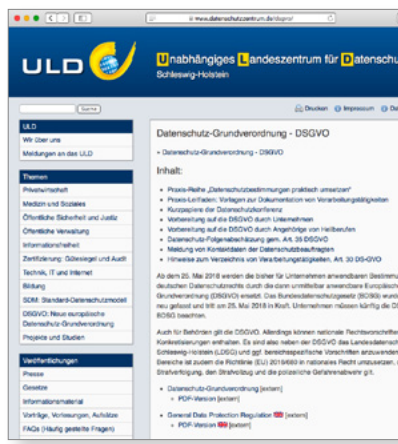 www.datenschutzzentrum.de/dsgvo/
ULD
Unabhängiges Landeszentrum für Datenschu
Schleswig-Holstein
Suche
Drucken
Impressum
Da
ULD
Wir über uns
Meldungen an das ULD
Themen
Privatwirtschaft
Medizin und Soziales
Öffentliche Sicherheit und Justiz
Öffentliche Verwaltung
Informationsfreiheit
Zertifizierung: Gütesiegel und Audit
Technik, IT und Internet
Bildung
SDM: Standard-Datenschutzmodell
DSGVO: Neue europäische
Datenschutz-Grundverordnung
Projekte und Studien
Veröffentlichungen
Presse
Gesetze
Informationsmaterial
Vorträge, Vorlesungen, Aufsätze
FAQs (Häufig gestellte Fragen)
Datenschutz-Grundverordnung - DSGVO
» Datenschutz-Grundverordnung - DSGVO
Inhalt:
• Praxis-Reihe „Datenschutzbestimmungen praktisch umsetzen“
• Praxis-Leitfaden: Vorlagen zur Dokumentation von Verarbeitungstätigkeiten
• Kurzpapiere der Datenschutzkonferenz
• Vorbereitung auf die DSGVO durch Unternehmen
• Vorbereitung auf die DSGVO durch Angehörige von Heilberufen
• Datenschutz-Folgenabschätzung gem. Art. 35 DSGVO
• Meldung von Kontaktdaten der Datenschutzbeauftragten
• Hinweise zum Verzeichnis von Verarbeitungstätigkeiten, Art. 30 DS-GVO
Ab dem 25. Mai 2018 werden die bisher für Unternehmen anwendbaren Bestimmu
deutschen Datenschutzrechts durch die dann unmittelbar anwendbare Europäische
Grundverordnung (DSGVO) ersetzt. Das Bundesdatenschutzgesetz (BDSG) wurde
neu gefasst und tritt am 25. Mai 2018 in Kraft. Unternehmen müssen künftig die DS
BDSG beachten.
Auch für Behörden gilt die DSGVO. Allerdings können nationale Rechtsvorschrifte
Konkretisierungen enthalten. Es sind also neben der DSGVO das Landesdatensch
Schleswig-Holstein (LDSG) und ggf. bereichsspezifische Vorschriften anzuwenden
Bereiche ist zudem die Richtlinie (EU) 2016/680 in nationales Recht umzusetzen,
Strafverfolgung, den Strafvollzug und die polizeiliche Gefahrenabwehr gilt.
• Datenschutz-Grundverordnung [extern]
• PDF-Version [extern]
• General Data Protection Regulation [extern]
• PDF-Version [extern]